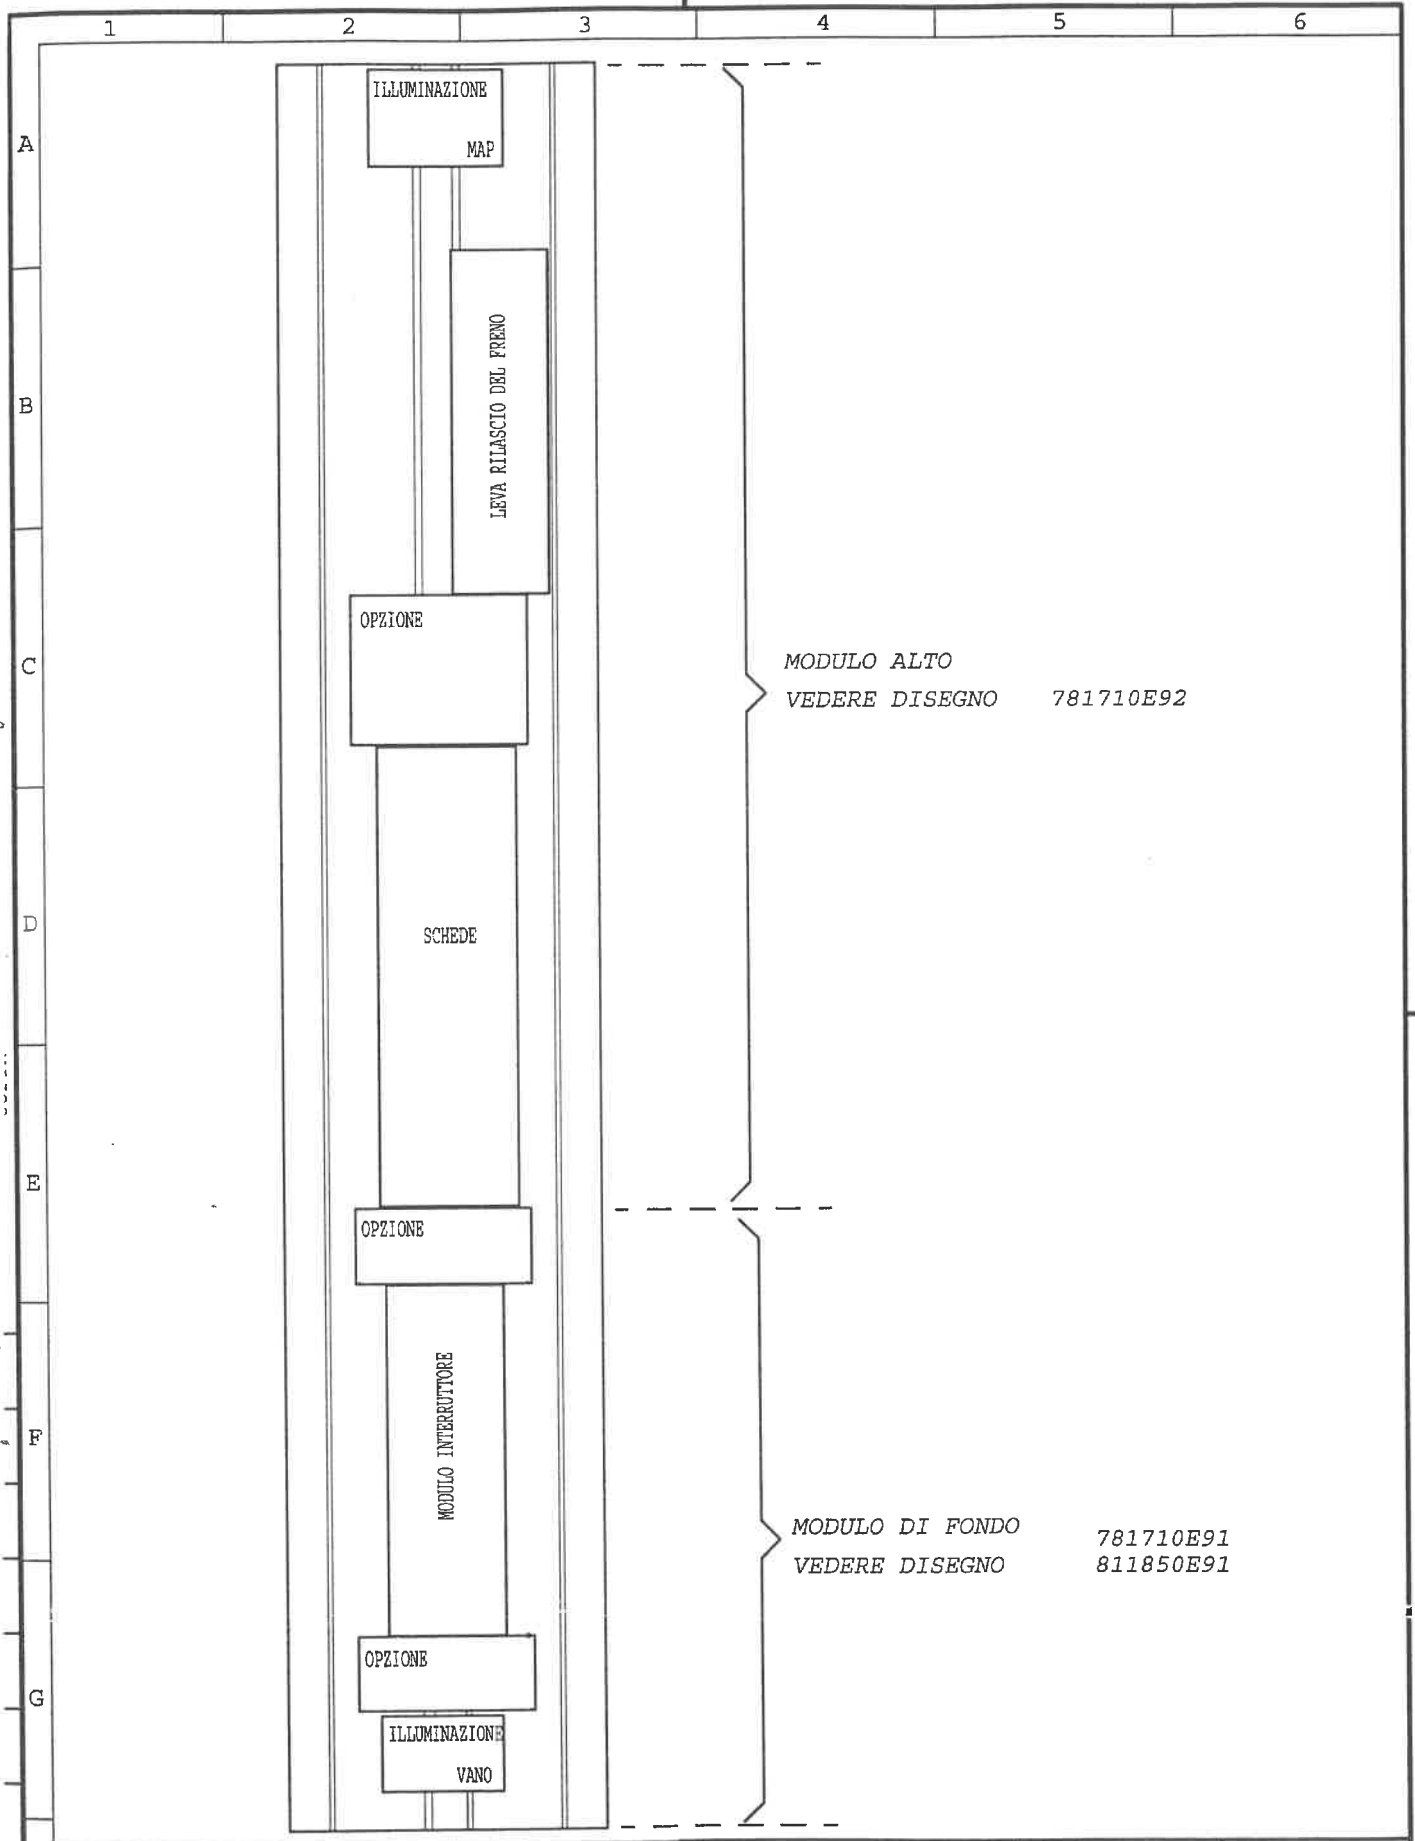 1 2 3 4 5 6
A
B
C
D
E
F
G
ILLUMINAZIONE
MAP
LEVA RILASCIO DEL FRENO
OPZIONE
MODULO ALTO
VEDERE DISEGNO 781710E92
SCHEDE
OPZIONE
MODULO INTERRUTTORE
MODULO DI FONDO 781710E91
VEDERE DISEGNO 811850E91
OPZIONE
ILLUMINAZIONE
VANO